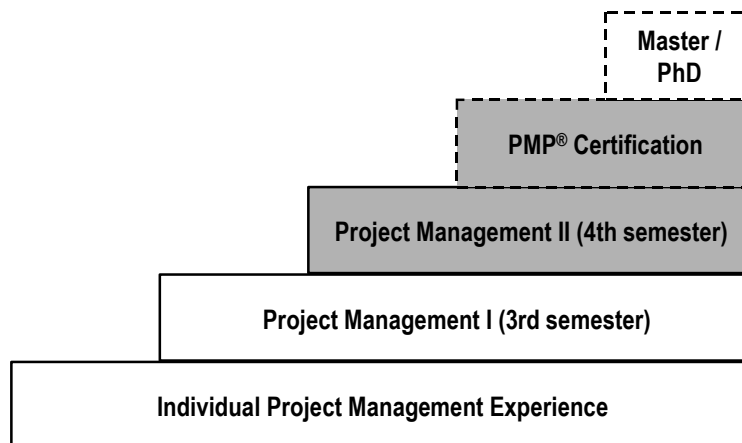 Master /
PhD
PMP® Certification
Project Management II (4th semester)
Project Management I (3rd semester)
Individual Project Management Experience